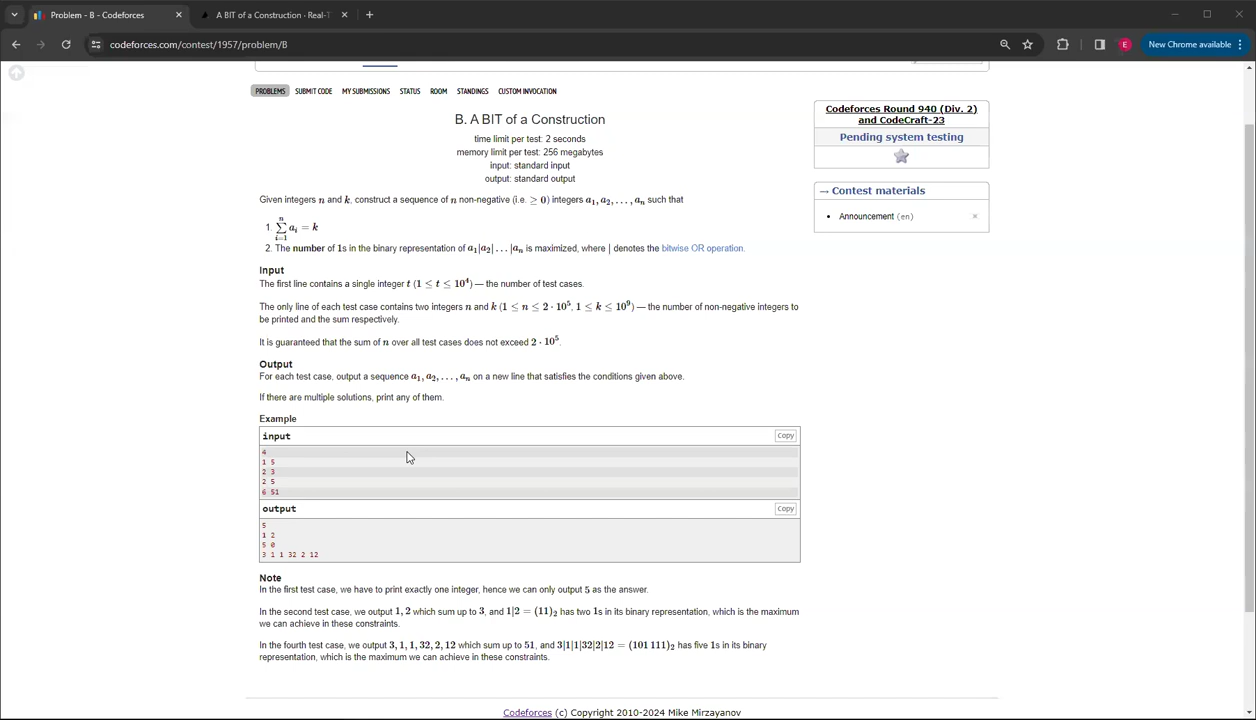 Problem - B - Codeforces
A BIT of a Construction · Real-T
codeforces.com/contest/1957/problem/B
E
New Chrome available
PROBLEMS SUBMIT CODE MY SUBMISSIONS STATUS ROOM STANDINGS CUSTOM INVOCATION
B. A BIT of a Construction
time limit per test: 2 seconds
memory limit per test: 256 megabytes
input: standard input
output: standard output
Given integers n and k, construct a sequence of n non-negative (i.e. ≥ 0) integers a₁, a₂, . . . , aₙ such that
1. ∑ⁿᵢ₌₁ aᵢ = k
2. The number of 1s in the binary representation of a₁|a₂| . . . |aₙ is maximized, where | denotes the bitwise OR operation.
Input
The first line contains a single integer t (1 ≤ t ≤ 10⁴) — the number of test cases.
The only line of each test case contains two integers n and k (1 ≤ n ≤ 2 · 10⁵, 1 ≤ k ≤ 10⁹) — the number of non-negative integers to
be printed and the sum respectively.
It is guaranteed that the sum of n over all test cases does not exceed 2 · 10⁵.
Output
For each test case, output a sequence a₁, a₂, . . . , aₙ on a new line that satisfies the conditions given above.
If there are multiple solutions, print any of them.
Example
input
Copy
4
1 5
2 3
2 5
6 51
output
Copy
5
1 2
5 0
3 1 1 32 2 12
Note
In the first test case, we have to print exactly one integer, hence we can only output 5 as the answer.
In the second test case, we output 1, 2 which sum up to 3, and 1|2 = (11)₂ has two 1s in its binary representation, which is the maximum
we can achieve in these constraints.
In the fourth test case, we output 3, 1, 1, 32, 2, 12 which sum up to 51, and 3|1|1|32|2|12 = (101 111)₂ has five 1s in its binary
representation, which is the maximum we can achieve in these constraints.
Codeforces Round 940 (Div. 2)
and CodeCraft-23
Pending system testing
→ Contest materials
Announcement (en)
Codeforces (c) Copyright 2010-2024 Mike Mirzayanov